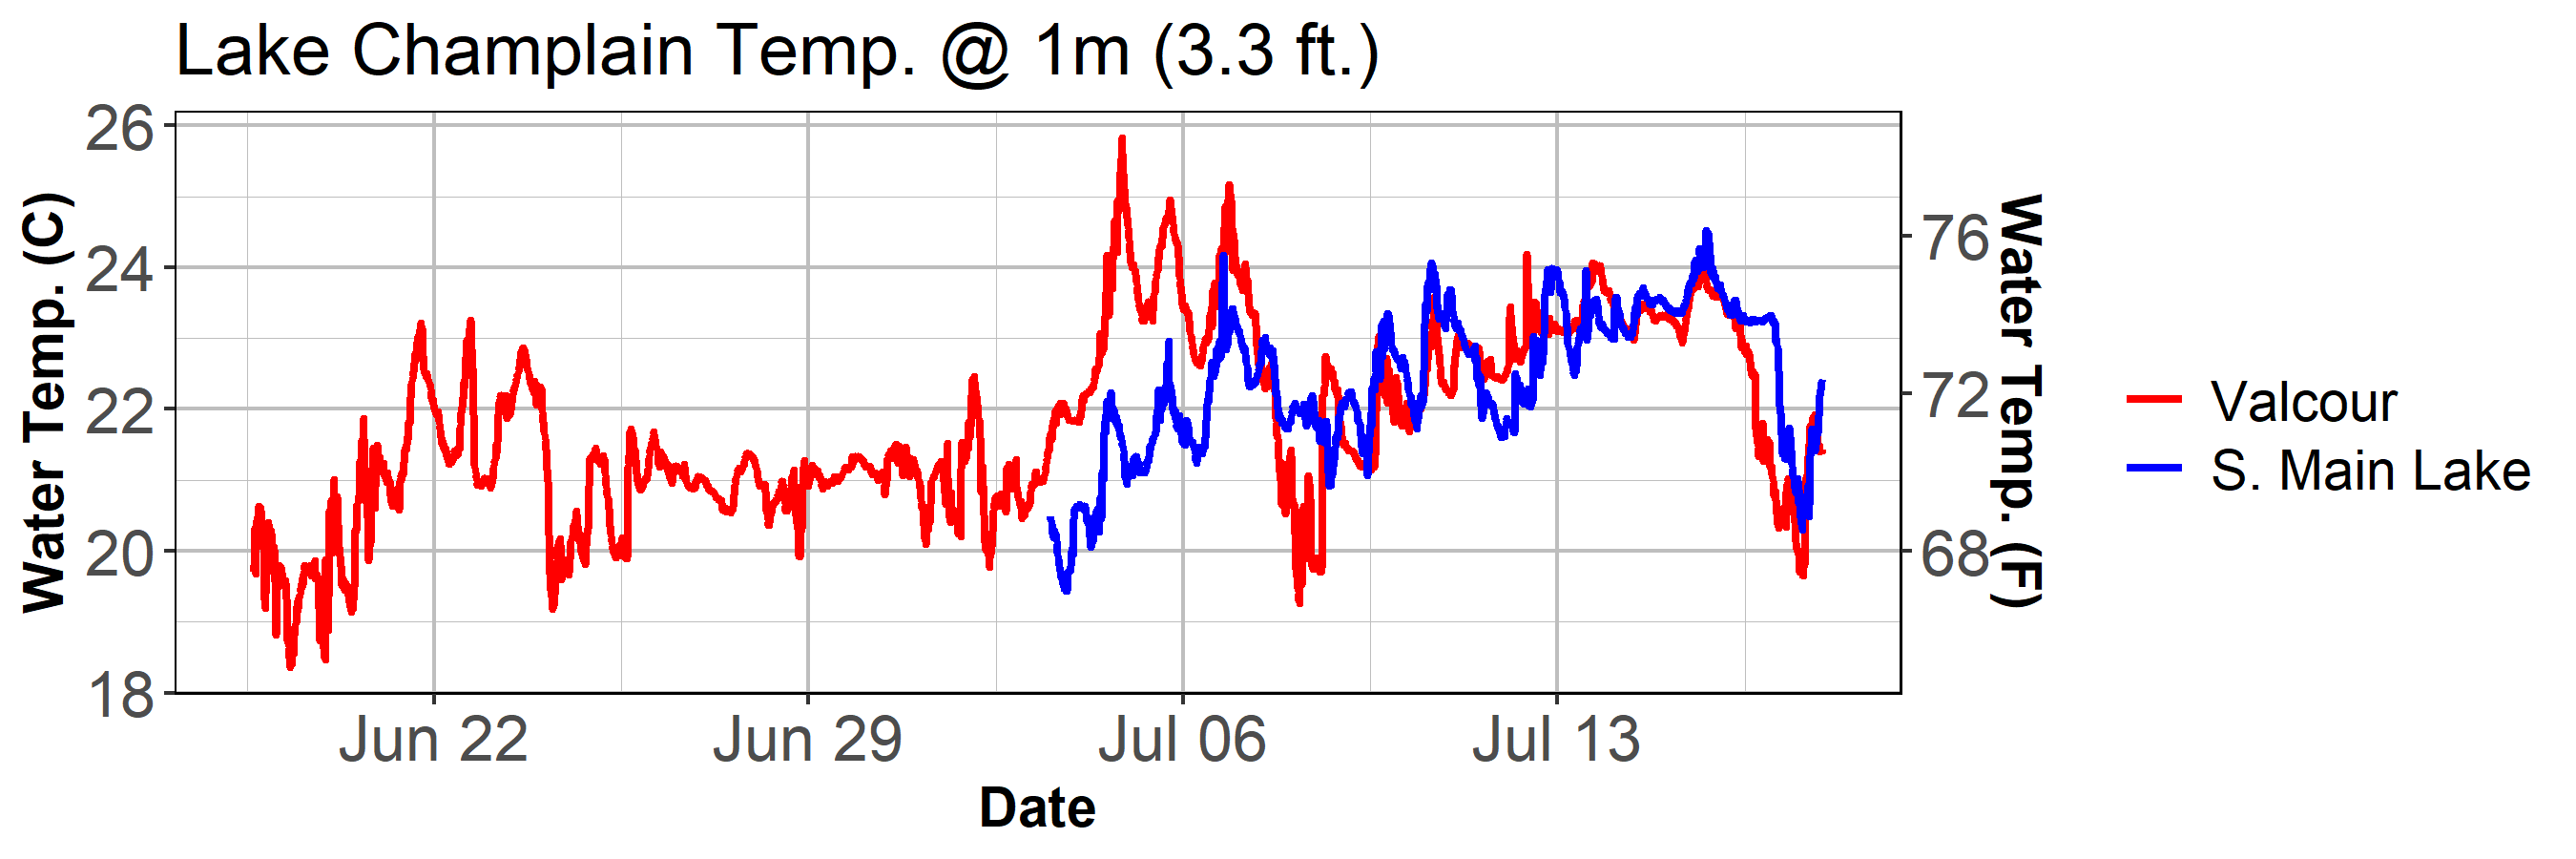 Lake Champlain Temp. @ 1m (3.3 ft.)
Water Temp. (C)
26
24
22
20
18
Jun 22
Jun 29
Jul 06
Jul 13
Date
76
72
68
Water Temp. (F)
Valcour
S. Main Lake